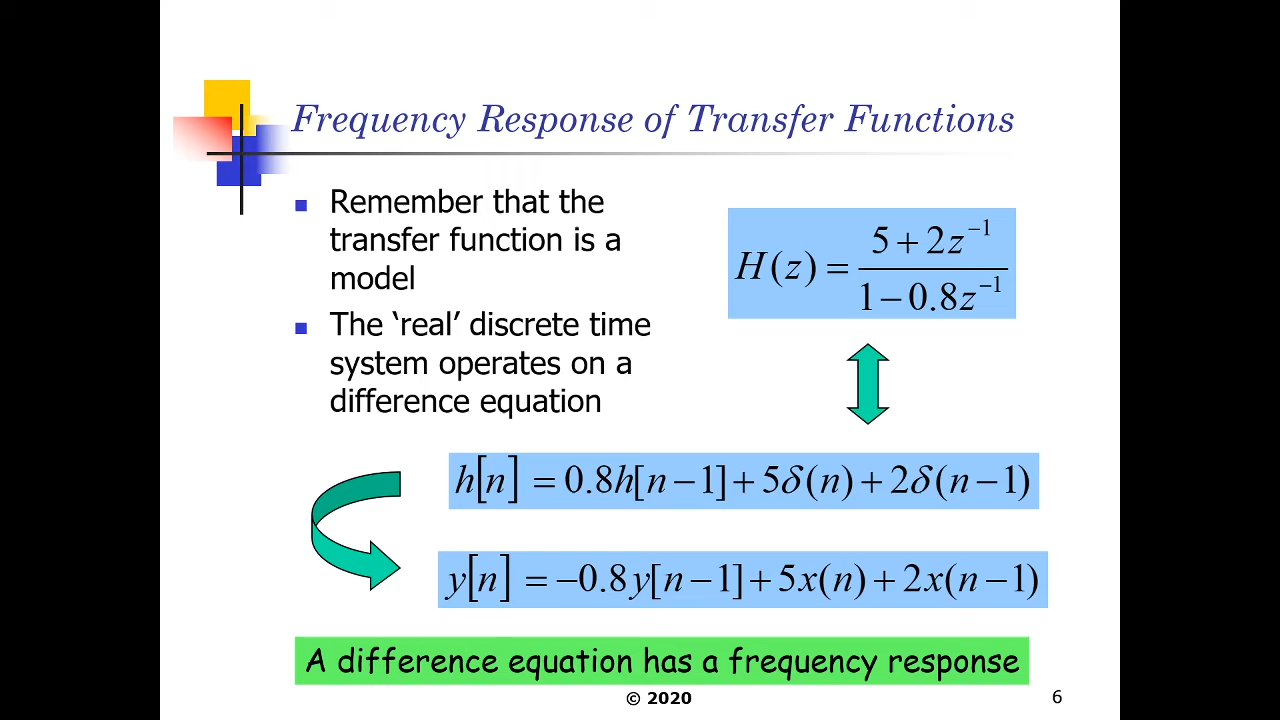 Frequency Response of Transfer Functions
Remember that the
transfer function is a
model
The ‘real’ discrete time
system operates on a
difference equation
H(z) = (5 + 2z⁻¹) / (1 − 0.8z⁻¹)
h[n] = 0.8h[n−1] + 5δ(n) + 2δ(n−1)
y[n] = −0.8y[n−1] + 5x(n) + 2x(n−1)
A difference equation has a frequency response
© 2020
6